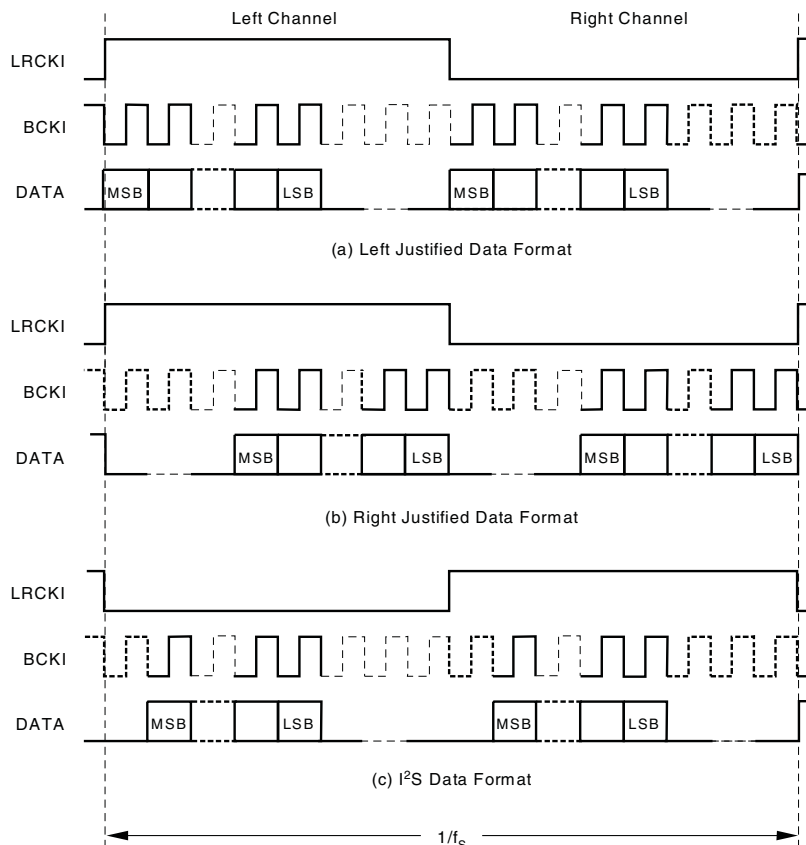 Left Channel Right Channel
LRCKI
BCKI
DATA MSB LSB MSB LSB
(a) Left Justified Data Format
LRCKI
BCKI
DATA MSB LSB MSB LSB
(b) Right Justified Data Format
LRCKI
BCKI
DATA MSB LSB MSB LSB
(c) I²S Data Format
1/fS